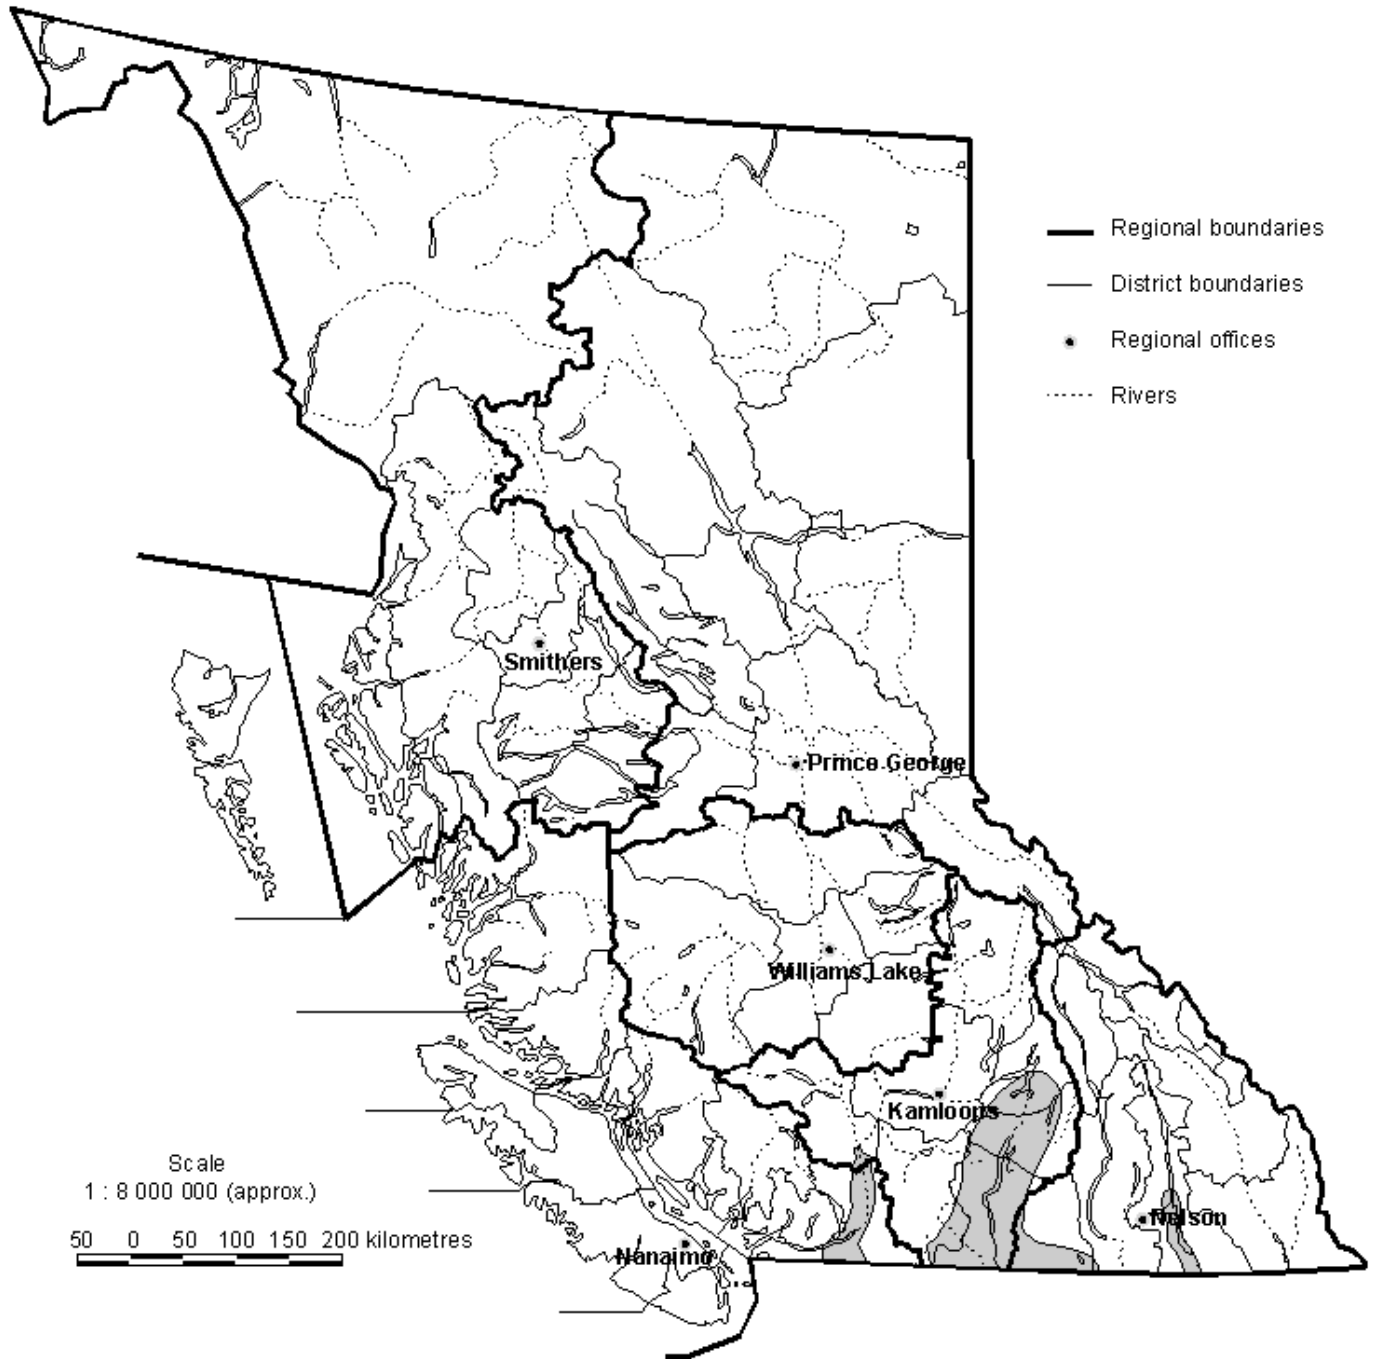 Regional boundaries
District boundaries
Regional offices
Rivers
Smithers
Prince George
Williams Lake
Kamloops
Scale
1 : 8 000 000 (approx.)
50 0 50 100 150 200 kilometres
Nelson
Nanaimo